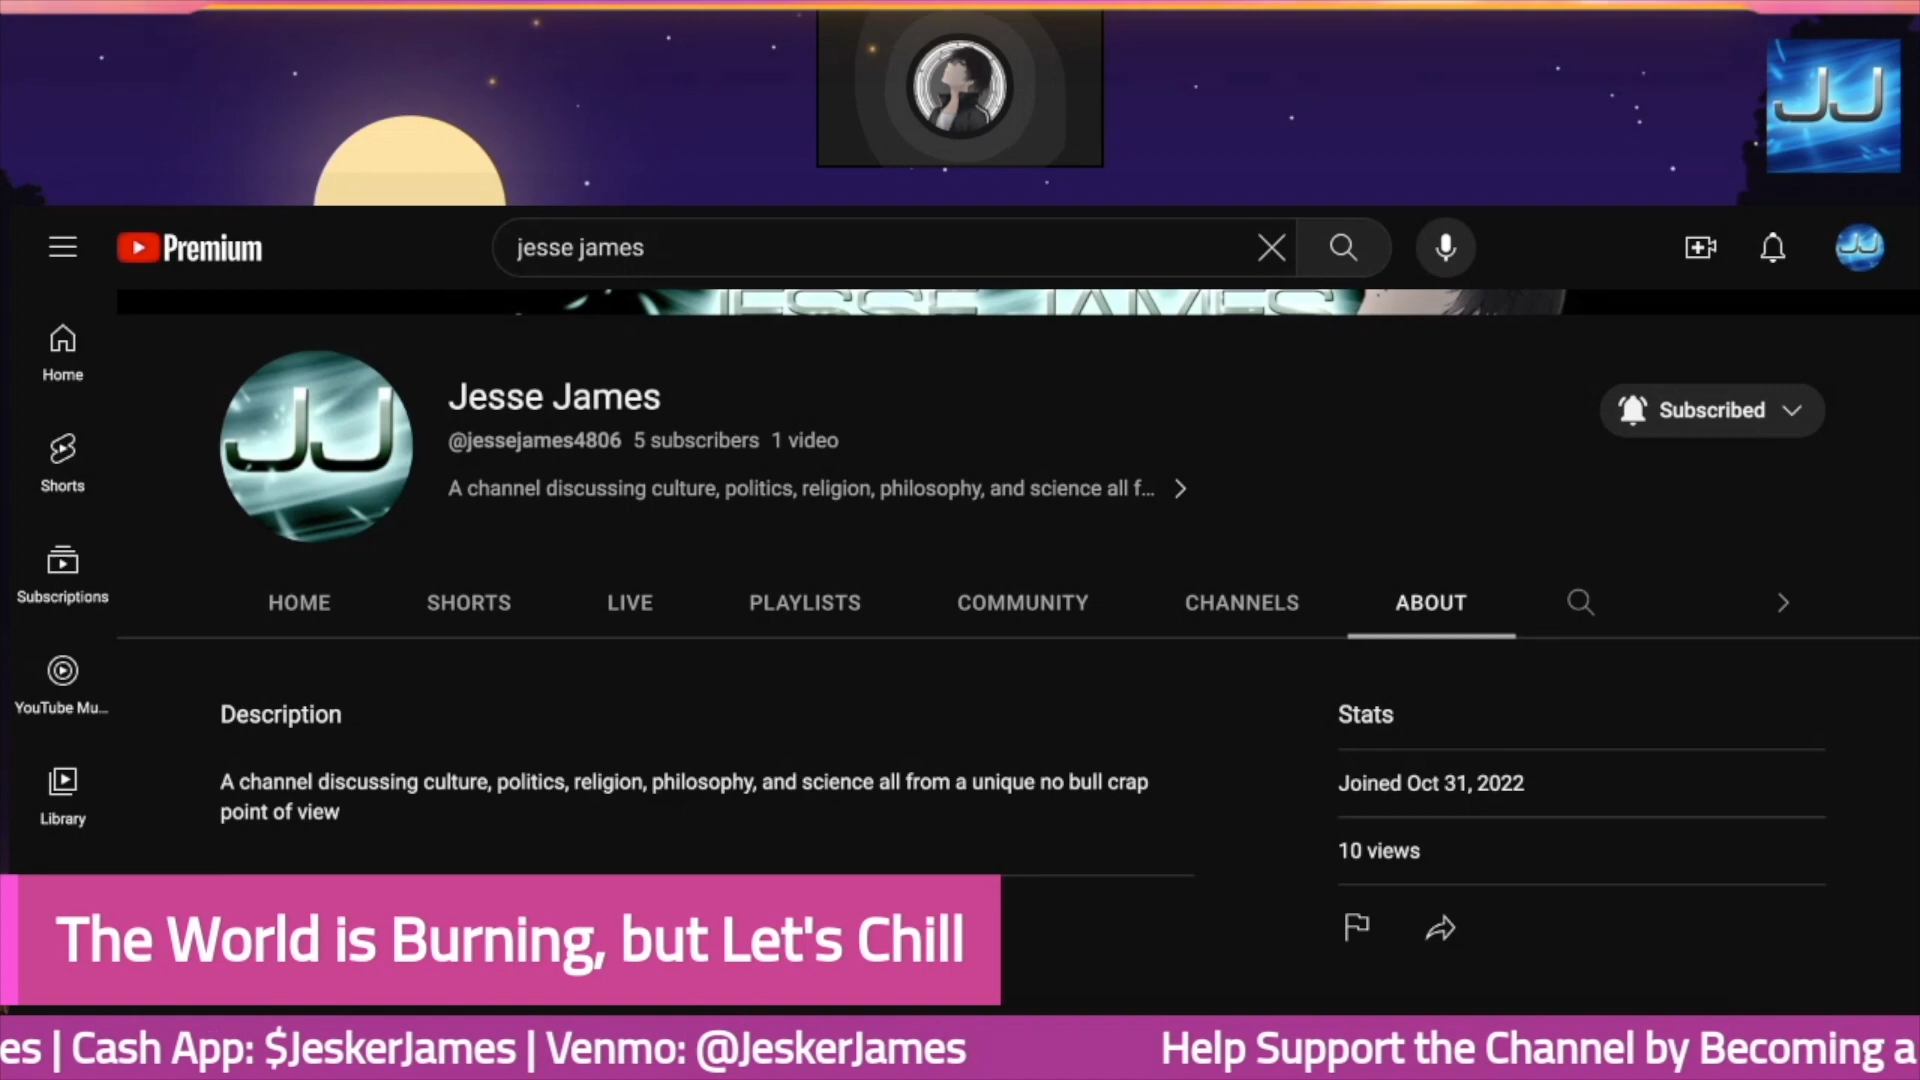 JJ
Premium
jesse james
JESSE JAMES
Home
Shorts
Subscriptions
YouTube Mu...
Library
JJ
Jesse James
@jessejames4806 5 subscribers 1 video
A channel discussing culture, politics, religion, philosophy, and science all f...
Subscribed
HOME SHORTS LIVE PLAYLISTS COMMUNITY CHANNELS ABOUT
Description
A channel discussing culture, politics, religion, philosophy, and science all from a unique no bull crap
point of view
Stats
Joined Oct 31, 2022
10 views
The World is Burning, but Let's Chill
es | Cash App: $JeskerJames | Venmo: @JeskerJames Help Support the Channel by Becoming a